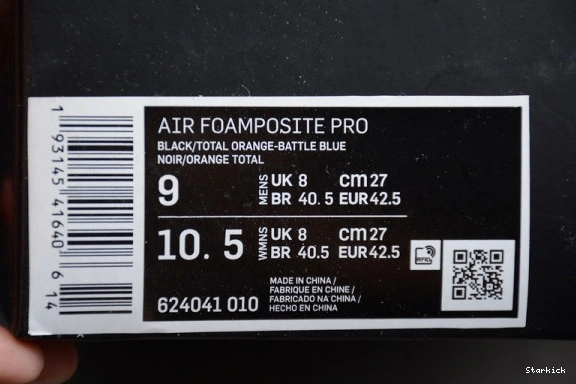 AIR FOAMPOSITE PRO
BLACK/TOTAL ORANGE-BATTLE BLUE
NOIR/ORANGE TOTAL
9 MENS UK 8 cm 27
BR 40.5 EUR 42.5
10.5 WMNS UK 8 cm 27
BR 40.5 EUR 42.5
RFID
MADE IN CHINA /
FABRIQUE EN CHINE /
FABRICADO NA CHINA /
HECHO EN CHINA
624041 010
1 93145 41640 6 14
Starkick